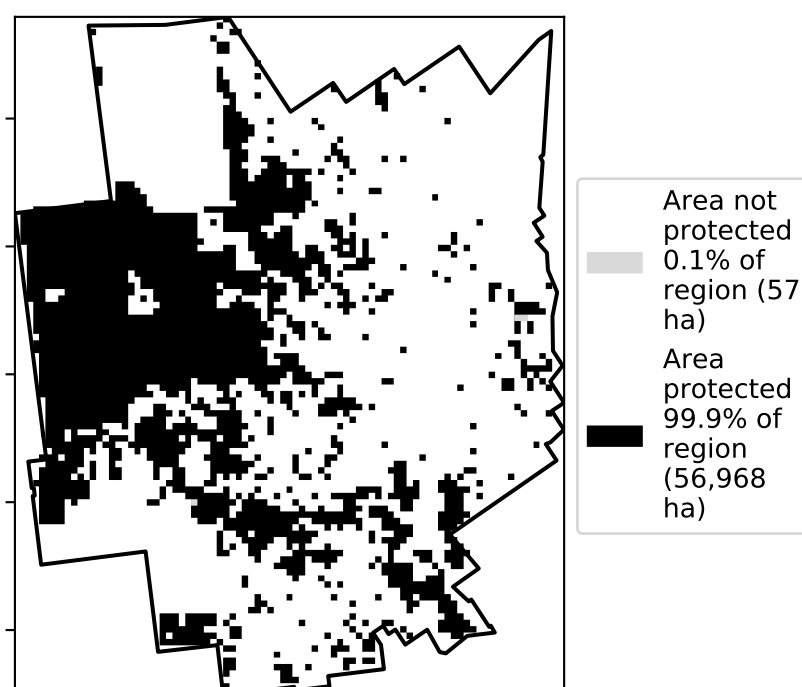 Area not
protected
0.1% of
region (57
ha)
Area
protected
99.9% of
region
(56,968
ha)